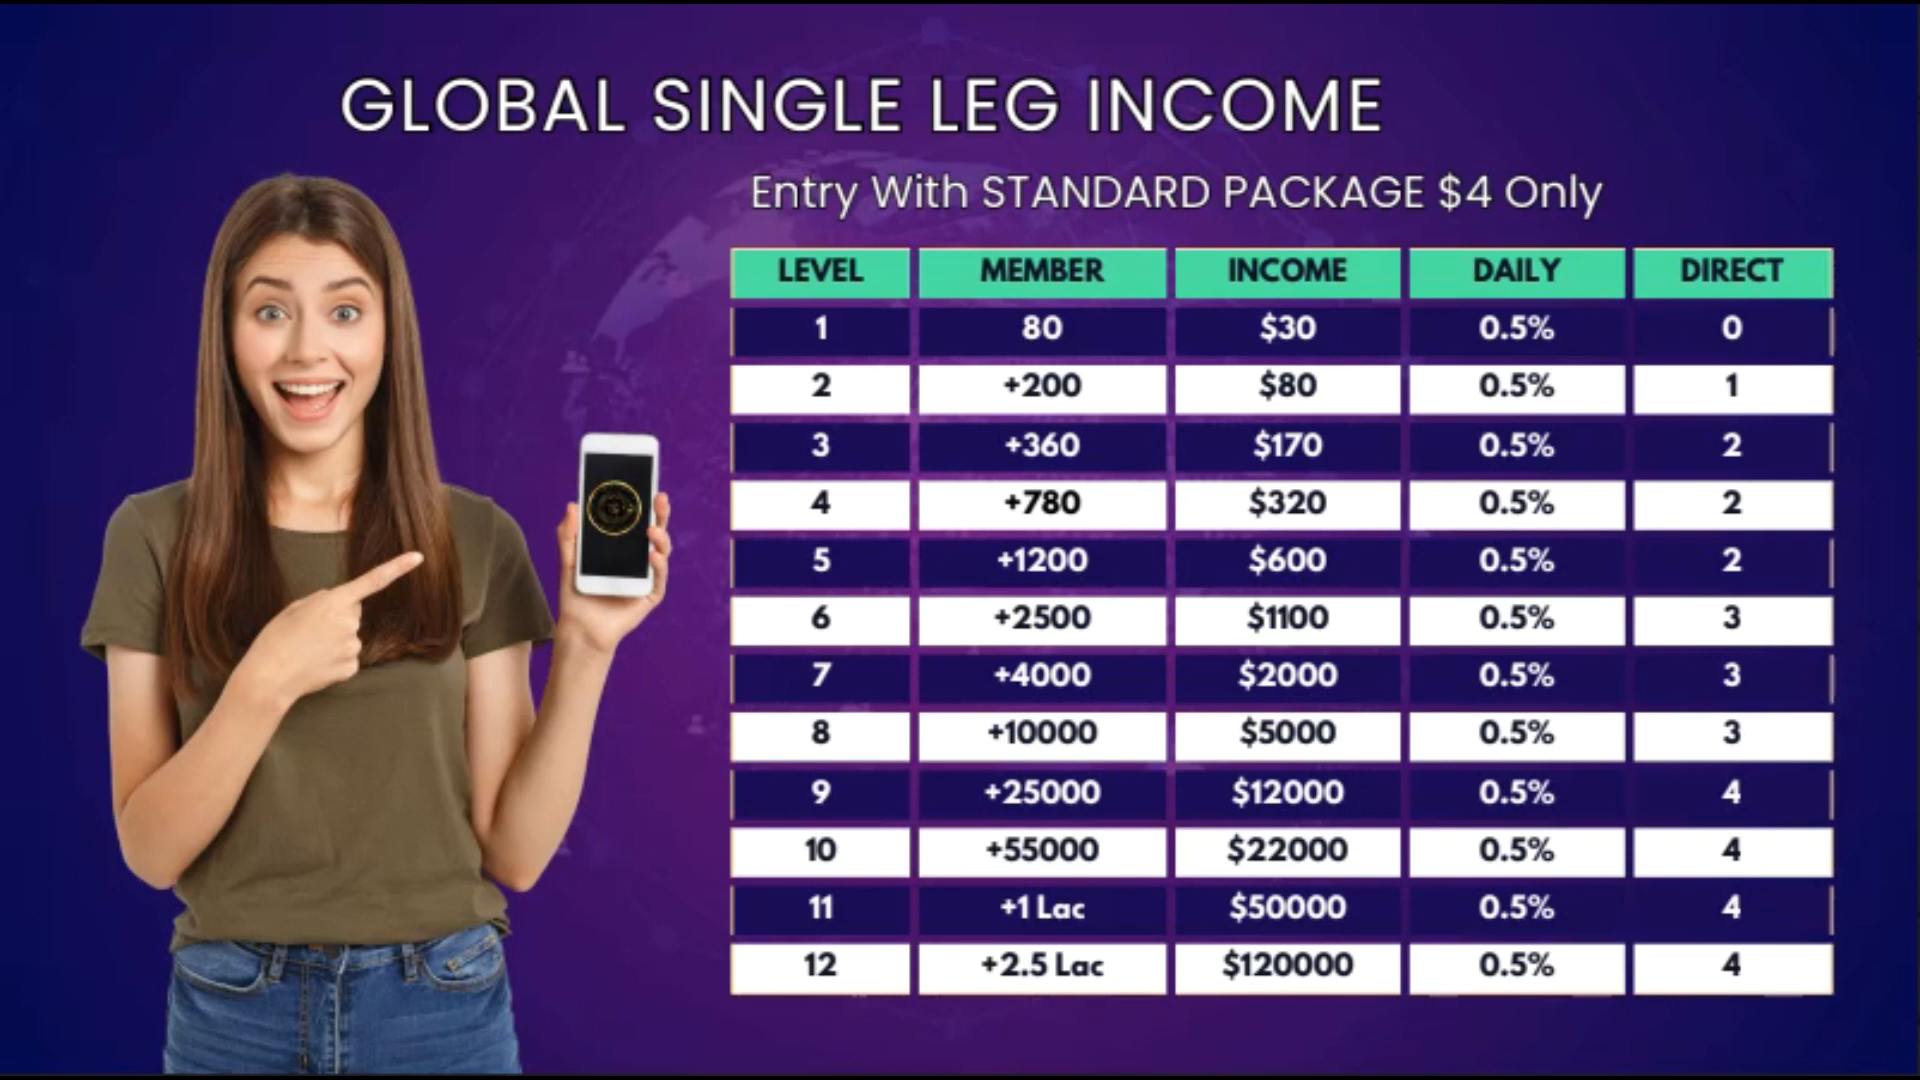 GLOBAL SINGLE LEG INCOME
Entry With STANDARD PACKAGE $4 Only
LEVEL MEMBER INCOME DAILY DIRECT
1 80 $30 0.5% 0
2 +200 $80 0.5% 1
3 +360 $170 0.5% 2
4 +780 $320 0.5% 2
5 +1200 $600 0.5% 2
6 +2500 $1100 0.5% 3
7 +4000 $2000 0.5% 3
8 +10000 $5000 0.5% 3
9 +25000 $12000 0.5% 4
10 +55000 $22000 0.5% 4
11 +1 Lac $50000 0.5% 4
12 +2.5 Lac $120000 0.5% 4